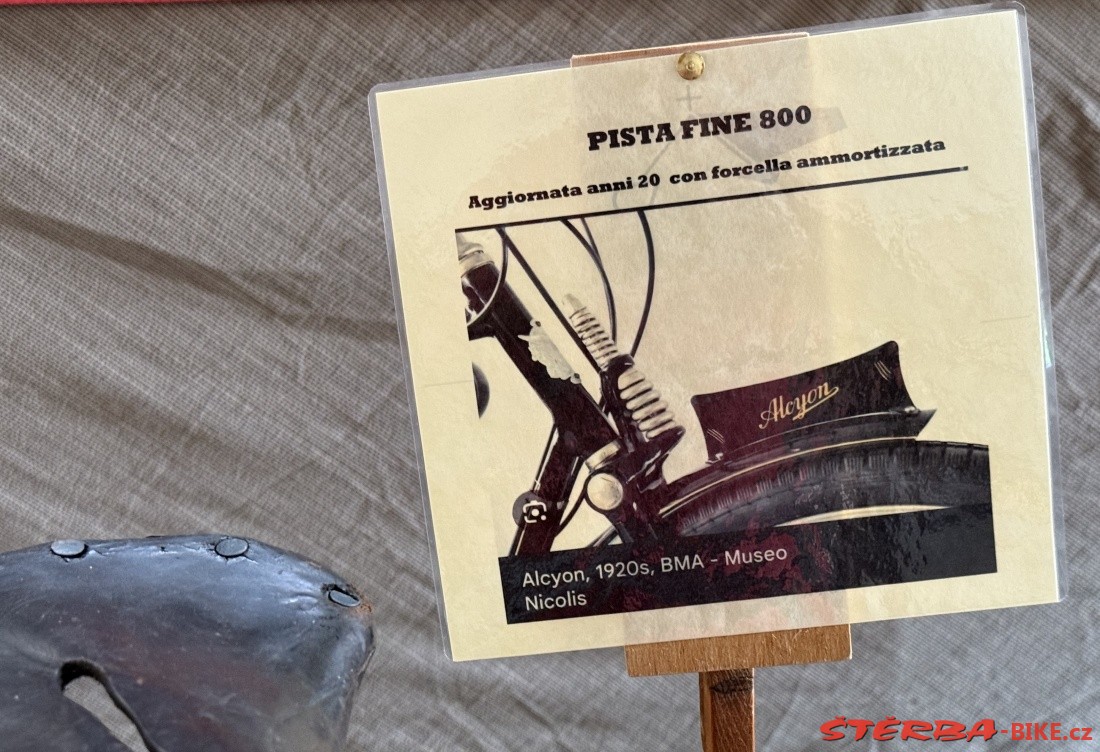 PISTA FINE 800
Aggiornata anni 20 con forcella ammortizzata
Alcyon
Alcyon, 1920s, BMA - Museo
Nicolis
ŠTĚRBA-BIKE.cz